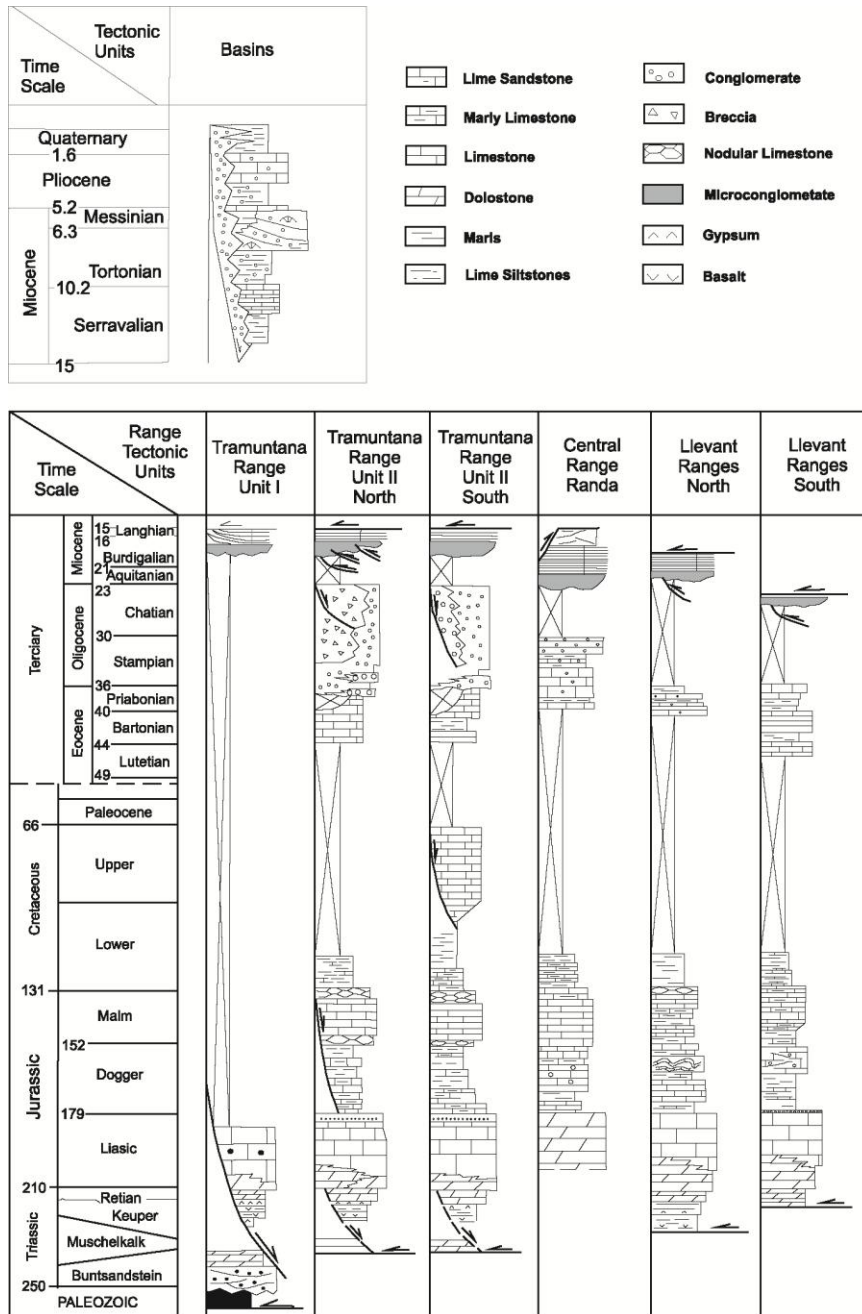 Tectonic
Units
Time
Scale
Basins
Quaternary
1.6
Pliocene
5.2
Messinian
6.3
Tortonian
10.2
Serravalian
15
Miocene
Lime Sandstone
Marly Limestone
Limestone
Dolostone
Marls
Lime Siltstones
Conglomerate
Breccia
Nodular Limestone
Microconglometate
Gypsum
Basalt
Range
Tectonic
Units
Time
Scale
Tramuntana
Range
Unit I
Tramuntana
Range
Unit II
North
Tramuntana
Range
Unit II
South
Central
Range
Randa
Llevant
Ranges
North
Llevant
Ranges
South
Terciary
Miocene
15
Langhian
16
Burdigalian
21
Aquitanian
23
Oligocene
Chatian
30
Stampian
36
Eocene
Priabonian
40
Bartonian
44
Lutetian
49
Paleocene
66
Cretaceous
Upper
Lower
131
Jurassic
Malm
152
Dogger
179
Liasic
210
Triassic
Retian
Keuper
Muschelkalk
Buntsandstein
250
PALEOZOIC